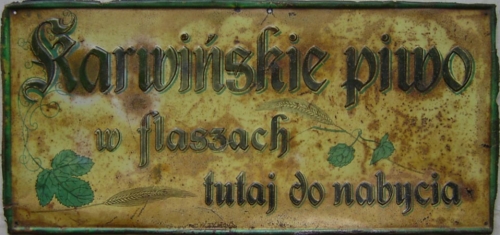 Karwińskie piwo
w flaszach
tutaj do nabycia